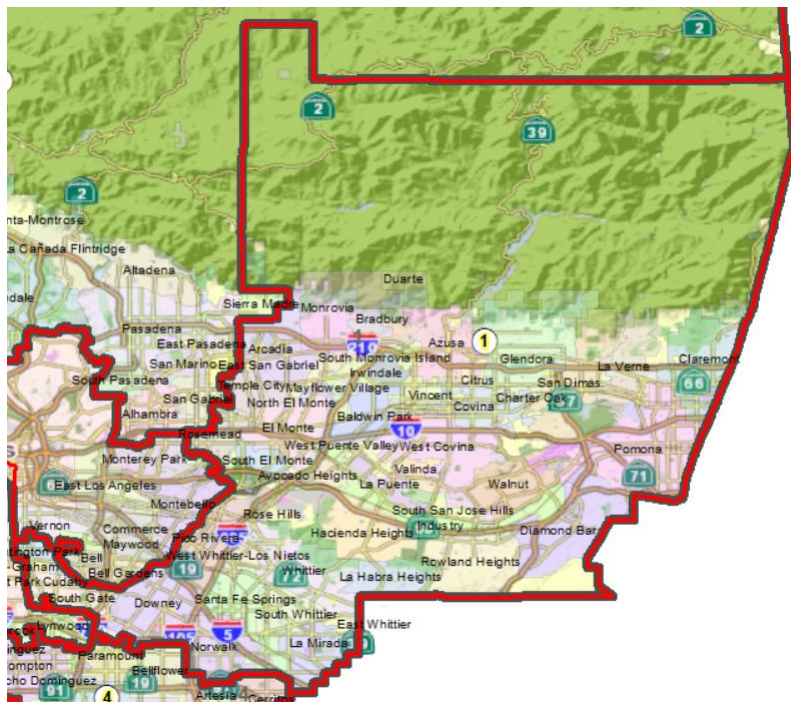 2
2
39
2
nta-Montrose
a Cañada Flintridge
Altadena
Duarte
ndale
Sierra Madre
Monrovia
Bradbury
Pasadena
East Pasadena
Arcadia
210
Azusa
1
San Marino
East San Gabriel
South Monrovia Island
Glendora
La Verne
Claremont
Irwindale
South Pasadena
Temple City
Mayflower Village
Citrus
San Dimas
66
San Gabriel
North El Monte
Vincent
Charter Oak
57
Alhambra
Baldwin Park
Covina
Rosemead
El Monte
10
West Puente Valley
West Covina
Pomona
Monterey Park
South El Monte
Valinda
71
East Los Angeles
Avocado Heights
La Puente
Walnut
Montebello
Rose Hills
South San Jose Hills
Industry
Vernon
Commerce
Pico Rivera
Hacienda Heights
Diamond Bar
Maywood
ntington Park
Bell
West Whittier-Los Nietos
Rowland Heights
-Graham
Bell Gardens
19
Whittier
72
La Habra Heights
t Park
Cudahy
South Gate
Downey
Santa Fe Springs
South Whittier
East Whittier
Lynwood
105
5
Norwalk
La Mirada
Paramount
ompton
Bellflower
cho Dominguez
19
Artesia
Cerritos
91
4